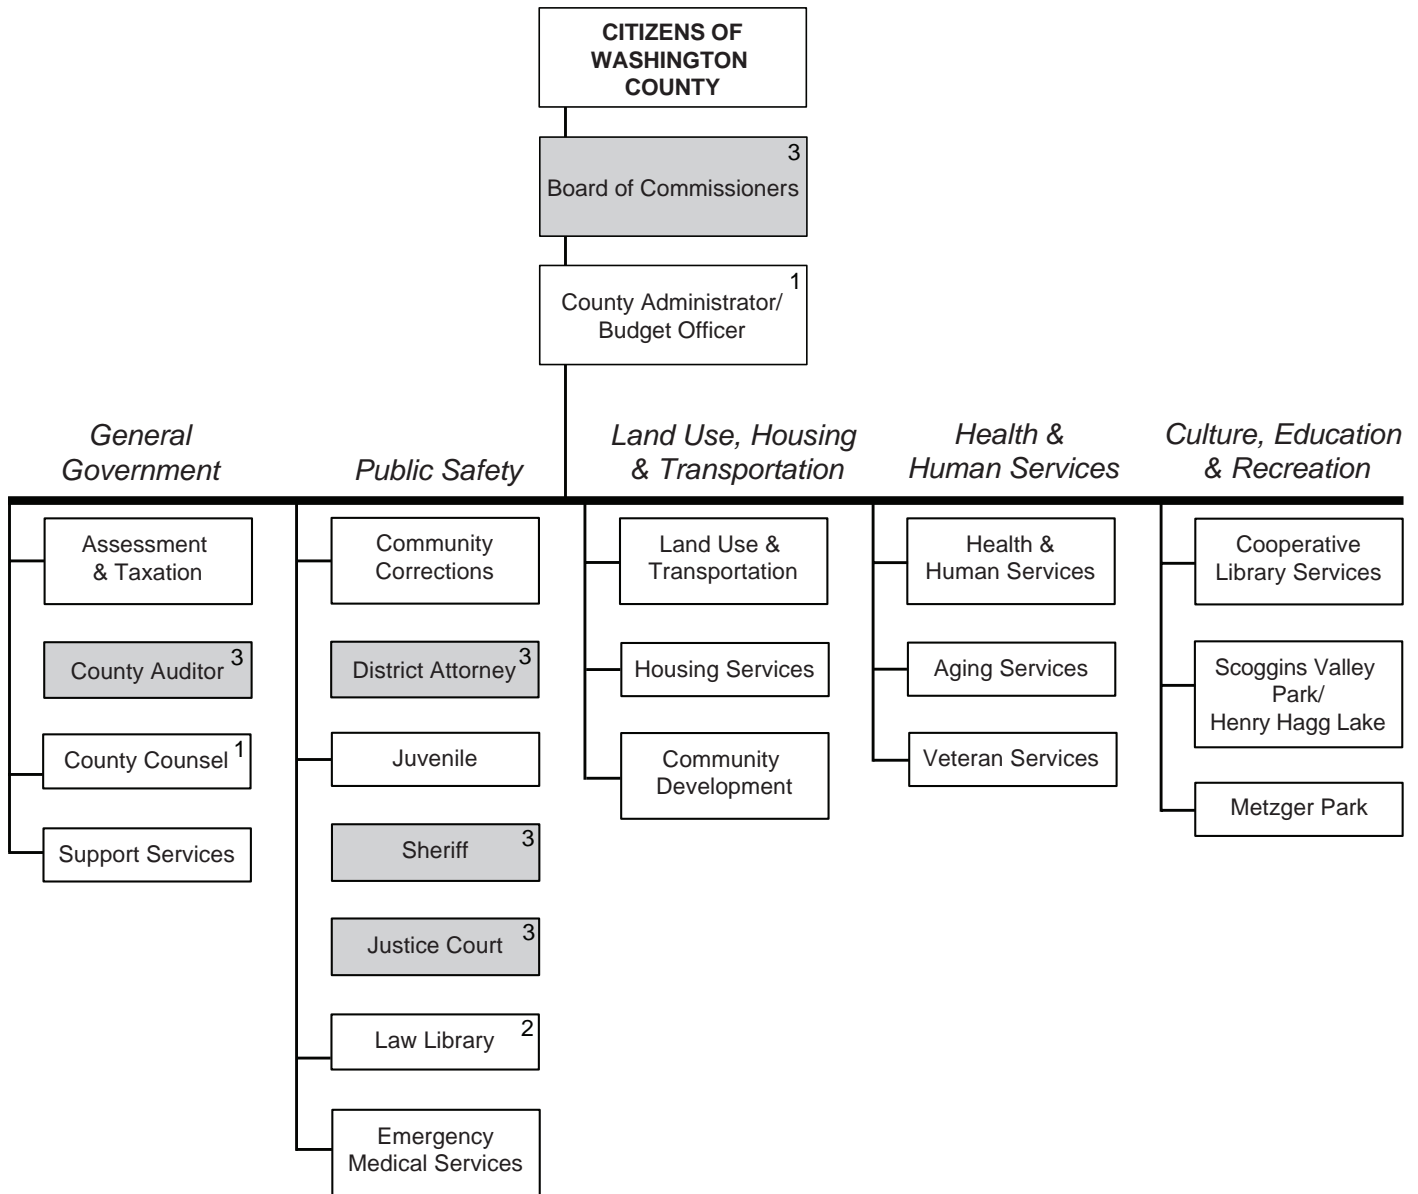 CITIZENS OF
WASHINGTON
COUNTY
3
Board of Commissioners
1
County Administrator/
Budget Officer
General
Government
Public Safety
Land Use, Housing
& Transportation
Health &
Human Services
Culture, Education
& Recreation
Assessment
& Taxation
County Auditor 3
County Counsel 1
Support Services
Community
Corrections
District Attorney 3
Juvenile
Sheriff 3
Justice Court 3
Law Library 2
Emergency
Medical Services
Land Use &
Transportation
Housing Services
Community
Development
Health &
Human Services
Aging Services
Veteran Services
Cooperative
Library Services
Scoggins Valley
Park/
Henry Hagg Lake
Metzger Park